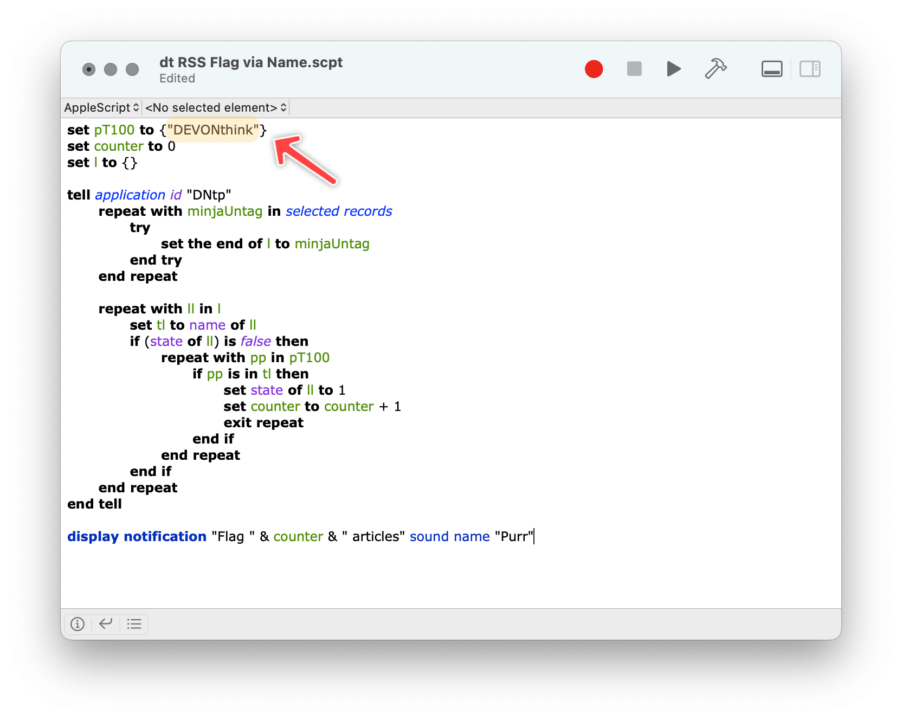 dt RSS Flag via Name.scpt
Edited
AppleScript <No selected element>
set pT100 to {"DEVONthink"}
set counter to 0
set l to {}
tell application id "DNtp"
repeat with minjaUntag in selected records
try
set the end of l to minjaUntag
end try
end repeat
repeat with ll in l
set tl to name of ll
if (state of ll) is false then
repeat with pp in pT100
if pp is in tl then
set state of ll to 1
set counter to counter + 1
exit repeat
end if
end repeat
end if
end repeat
end tell
display notification "Flag " & counter & " articles" sound name "Purr"